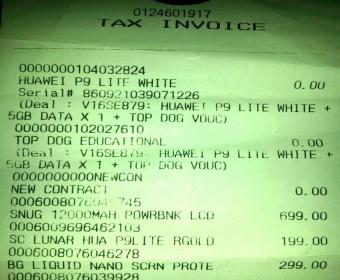 0124601917
TAX INVOICE
0000000104032824
HUAWEI P9 LITE WHITE 0.00
Serial# 860921039071226
(Deal : V16SE879: HUAWEI P9 LITE WHITE +
5GB DATA X 1 + TOP DOG VOUC)
0000000102027610
TOP DOG EDUCATIONAL 0.00
(Deal : V16SE879: HUAWEI P9 LITE WHITE +
5GB DATA X 1 + TOP DOG VOUC)
0000000000NEWCON
NEW CONTRACT 0.00
0006008076045745
SNUG 12000MAH POWRBNK LCD 699.00
0006009696462103
SC LUNAR HUA P9LITE RGOLD 199.00
0006008076046278
BG LIQUID NANO SCRN PROTE 299.00
0006008076039928